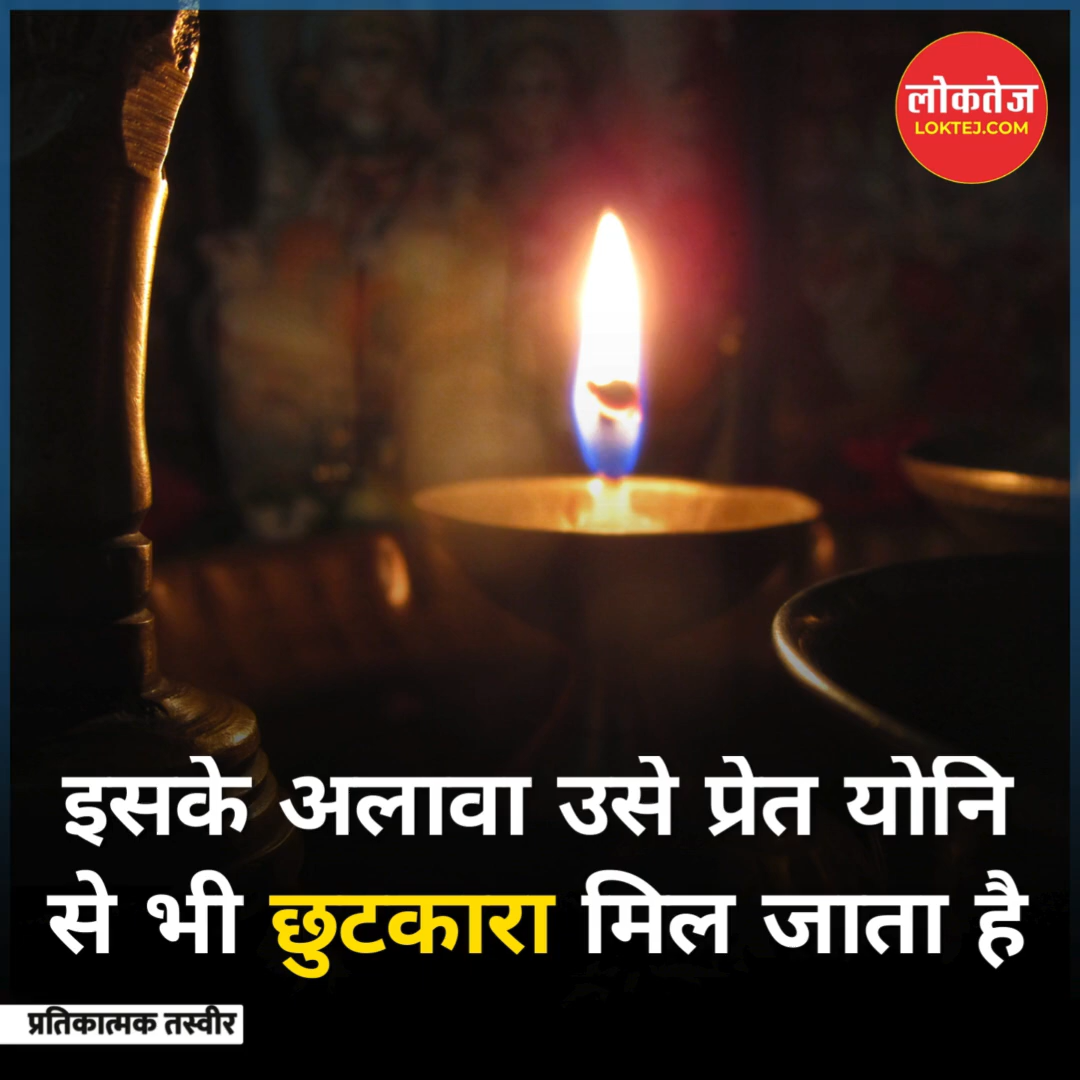 लोकतेज
LOKTEJ.COM
इसके अलावा उसे प्रेत योनि
से भी छुटकारा मिल जाता है
प्रतिकात्मक तस्वीर